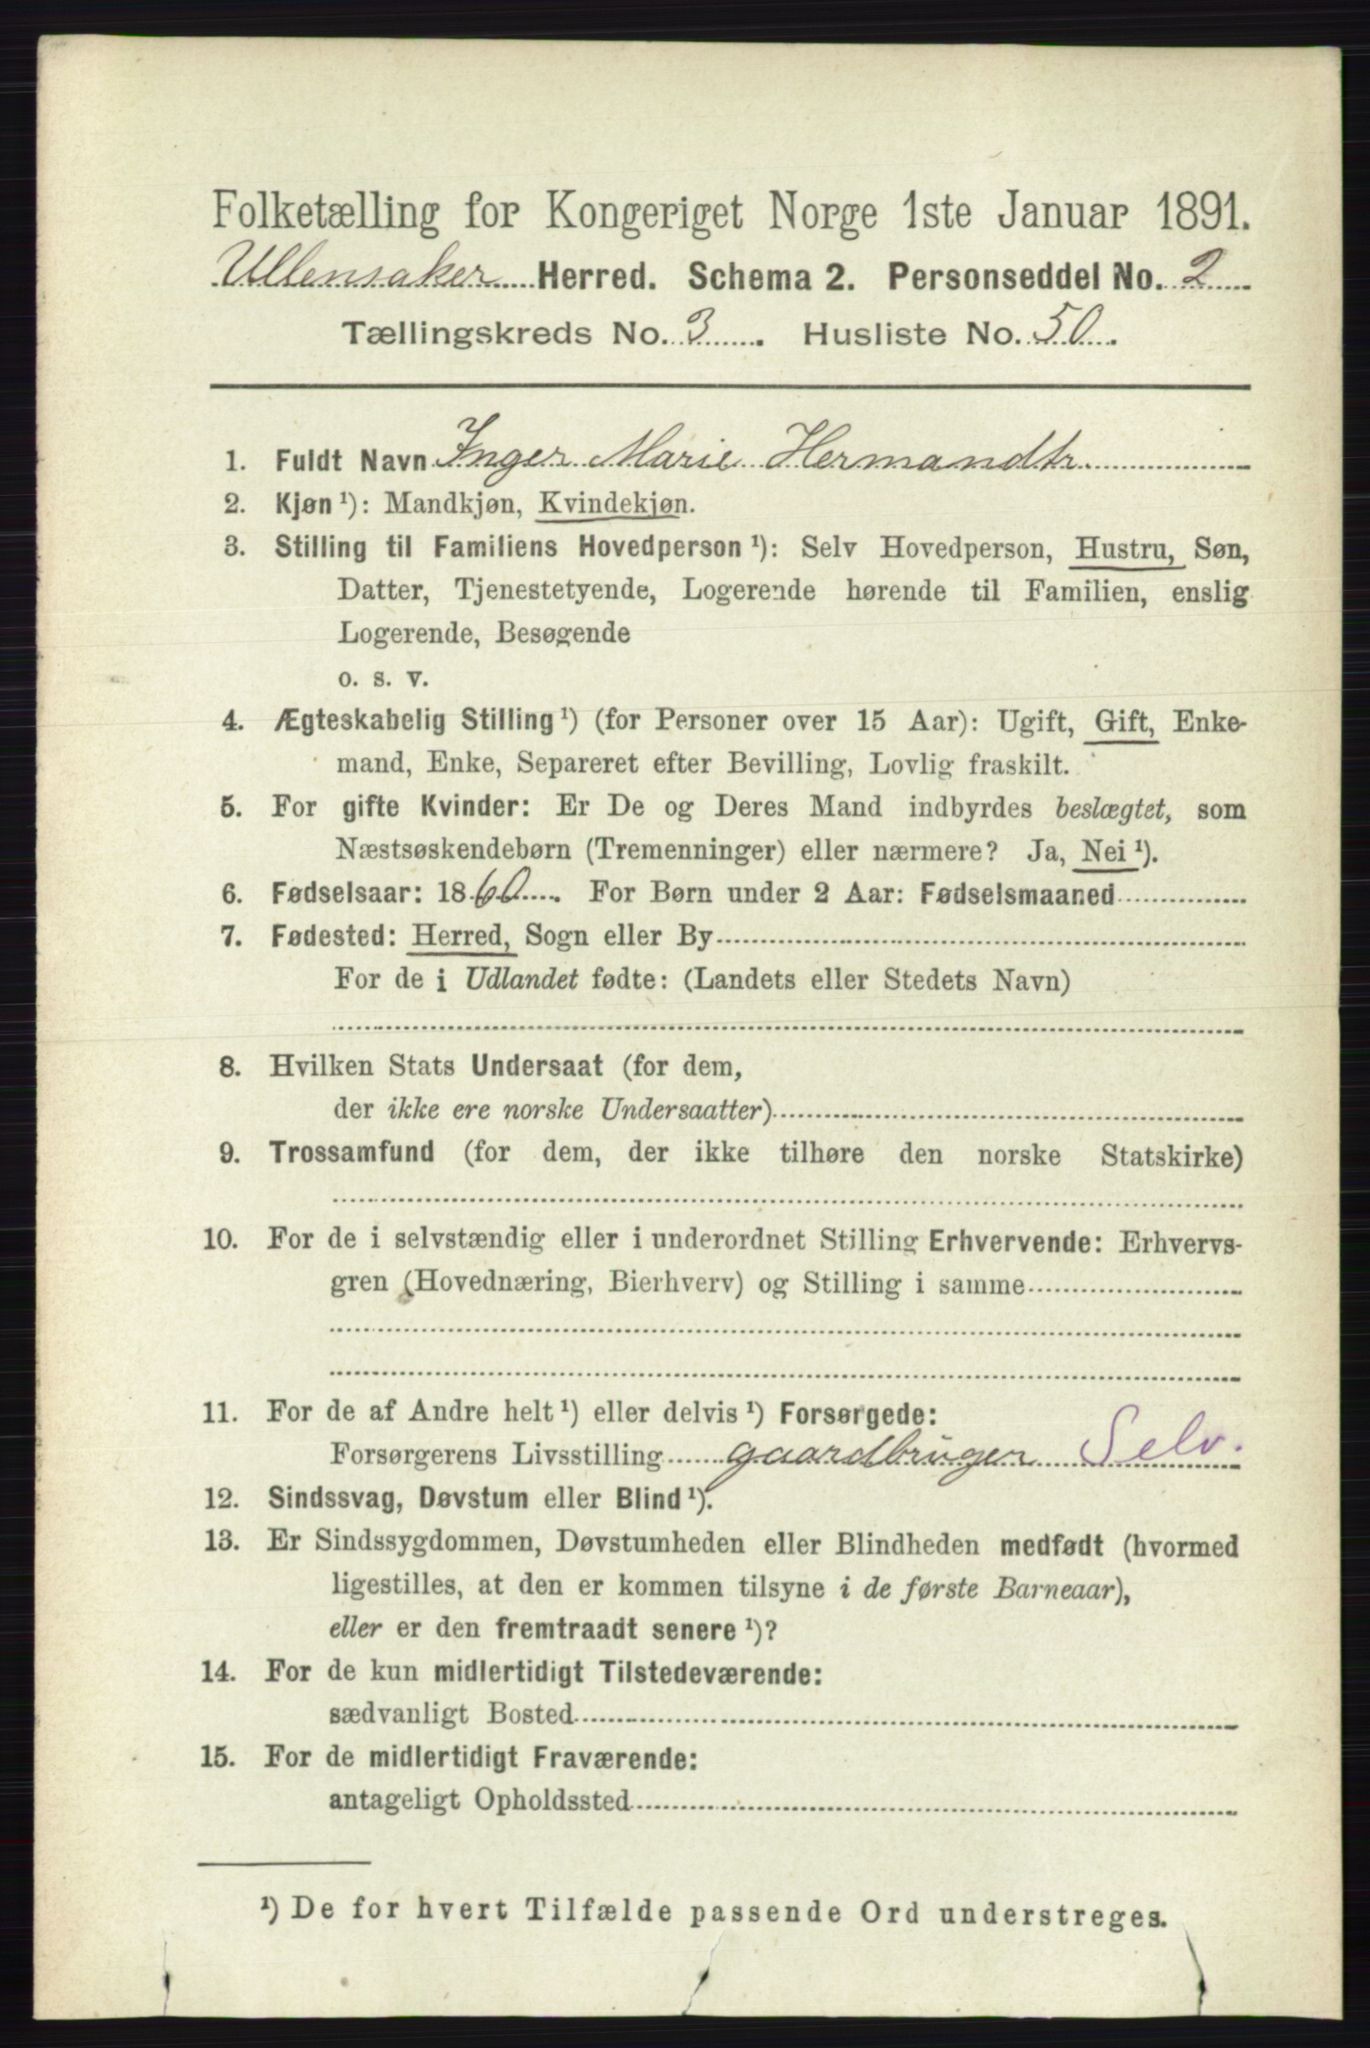 Folketælling for Kongeriget Norge 1ste Januar 1891.
Ullensaker Herred. Schema 2. Personseddel No. 2
Tællingskreds No. 3. Husliste No. 50.
1. Fuldt Navn Inger Marie Hermandtr.
2. Kjøn ¹): Mandkjøn, Kvindekjøn.
3. Stilling til Familiens Hovedperson ¹): Selv Hovedperson, Hustru, Søn,
Datter, Tjenestetyende, Logerende hørende til Familien, enslig
Logerende, Besøgende
o. s. v.
4. Ægteskabelig Stilling ¹) (for Personer over 15 Aar): Ugift, Gift, Enke-
mand, Enke, Separeret efter Bevilling, Lovlig fraskilt.
5. For gifte Kvinder: Er De og Deres Mand indbyrdes beslægtet, som
Næstsøskendebørn (Tremenninger) eller nærmere? Ja, Nei ¹).
6. Fødselsaar: 1860. For Børn under 2 Aar: Fødselsmaaned
7. Fødested: Herred, Sogn eller By
For de i Udlandet fødte: (Landets eller Stedets Navn)
8. Hvilken Stats Undersaat (for dem,
der ikke ere norske Undersaatter)
9. Trossamfund (for dem, der ikke tilhøre den norske Statskirke)
10. For de i selvstændig eller i underordnet Stilling Erhvervende: Erhvervs-
gren (Hovednæring, Bierhverv) og Stilling i samme
11. For de af Andre helt ¹) eller delvis ¹) Forsørgede:
Forsørgerens Livsstilling gaardbruger Selv.
12. Sindssvag, Døvstum eller Blind ¹).
13. Er Sindssygdommen, Døvstumheden eller Blindheden medfødt (hvormed
ligestilles, at den er kommen tilsyne i de første Barneaar),
eller er den fremtraadt senere ¹)?
14. For de kun midlertidigt Tilstedeværende:
sædvanligt Bosted
15. For de midlertidigt Fraværende:
antageligt Opholdssted
¹) De for hvert Tilfælde passende Ord understreges.